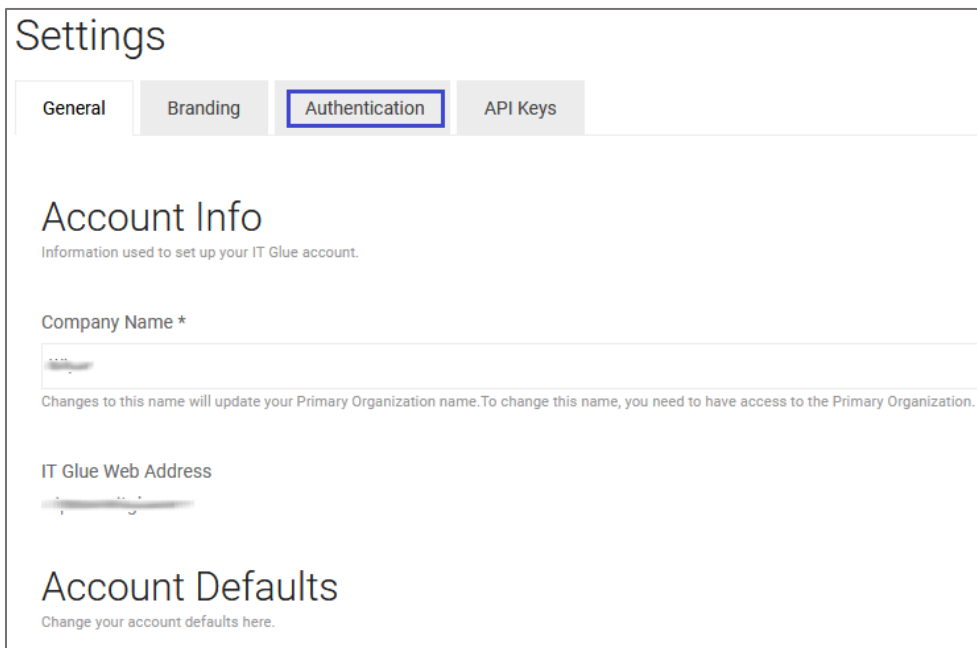 Settings
General Branding Authentication API Keys
Account Info
Information used to set up your IT Glue account.
Company Name *
Changes to this name will update your Primary Organization name.To change this name, you need to have access to the Primary Organization.
IT Glue Web Address
Account Defaults
Change your account defaults here.